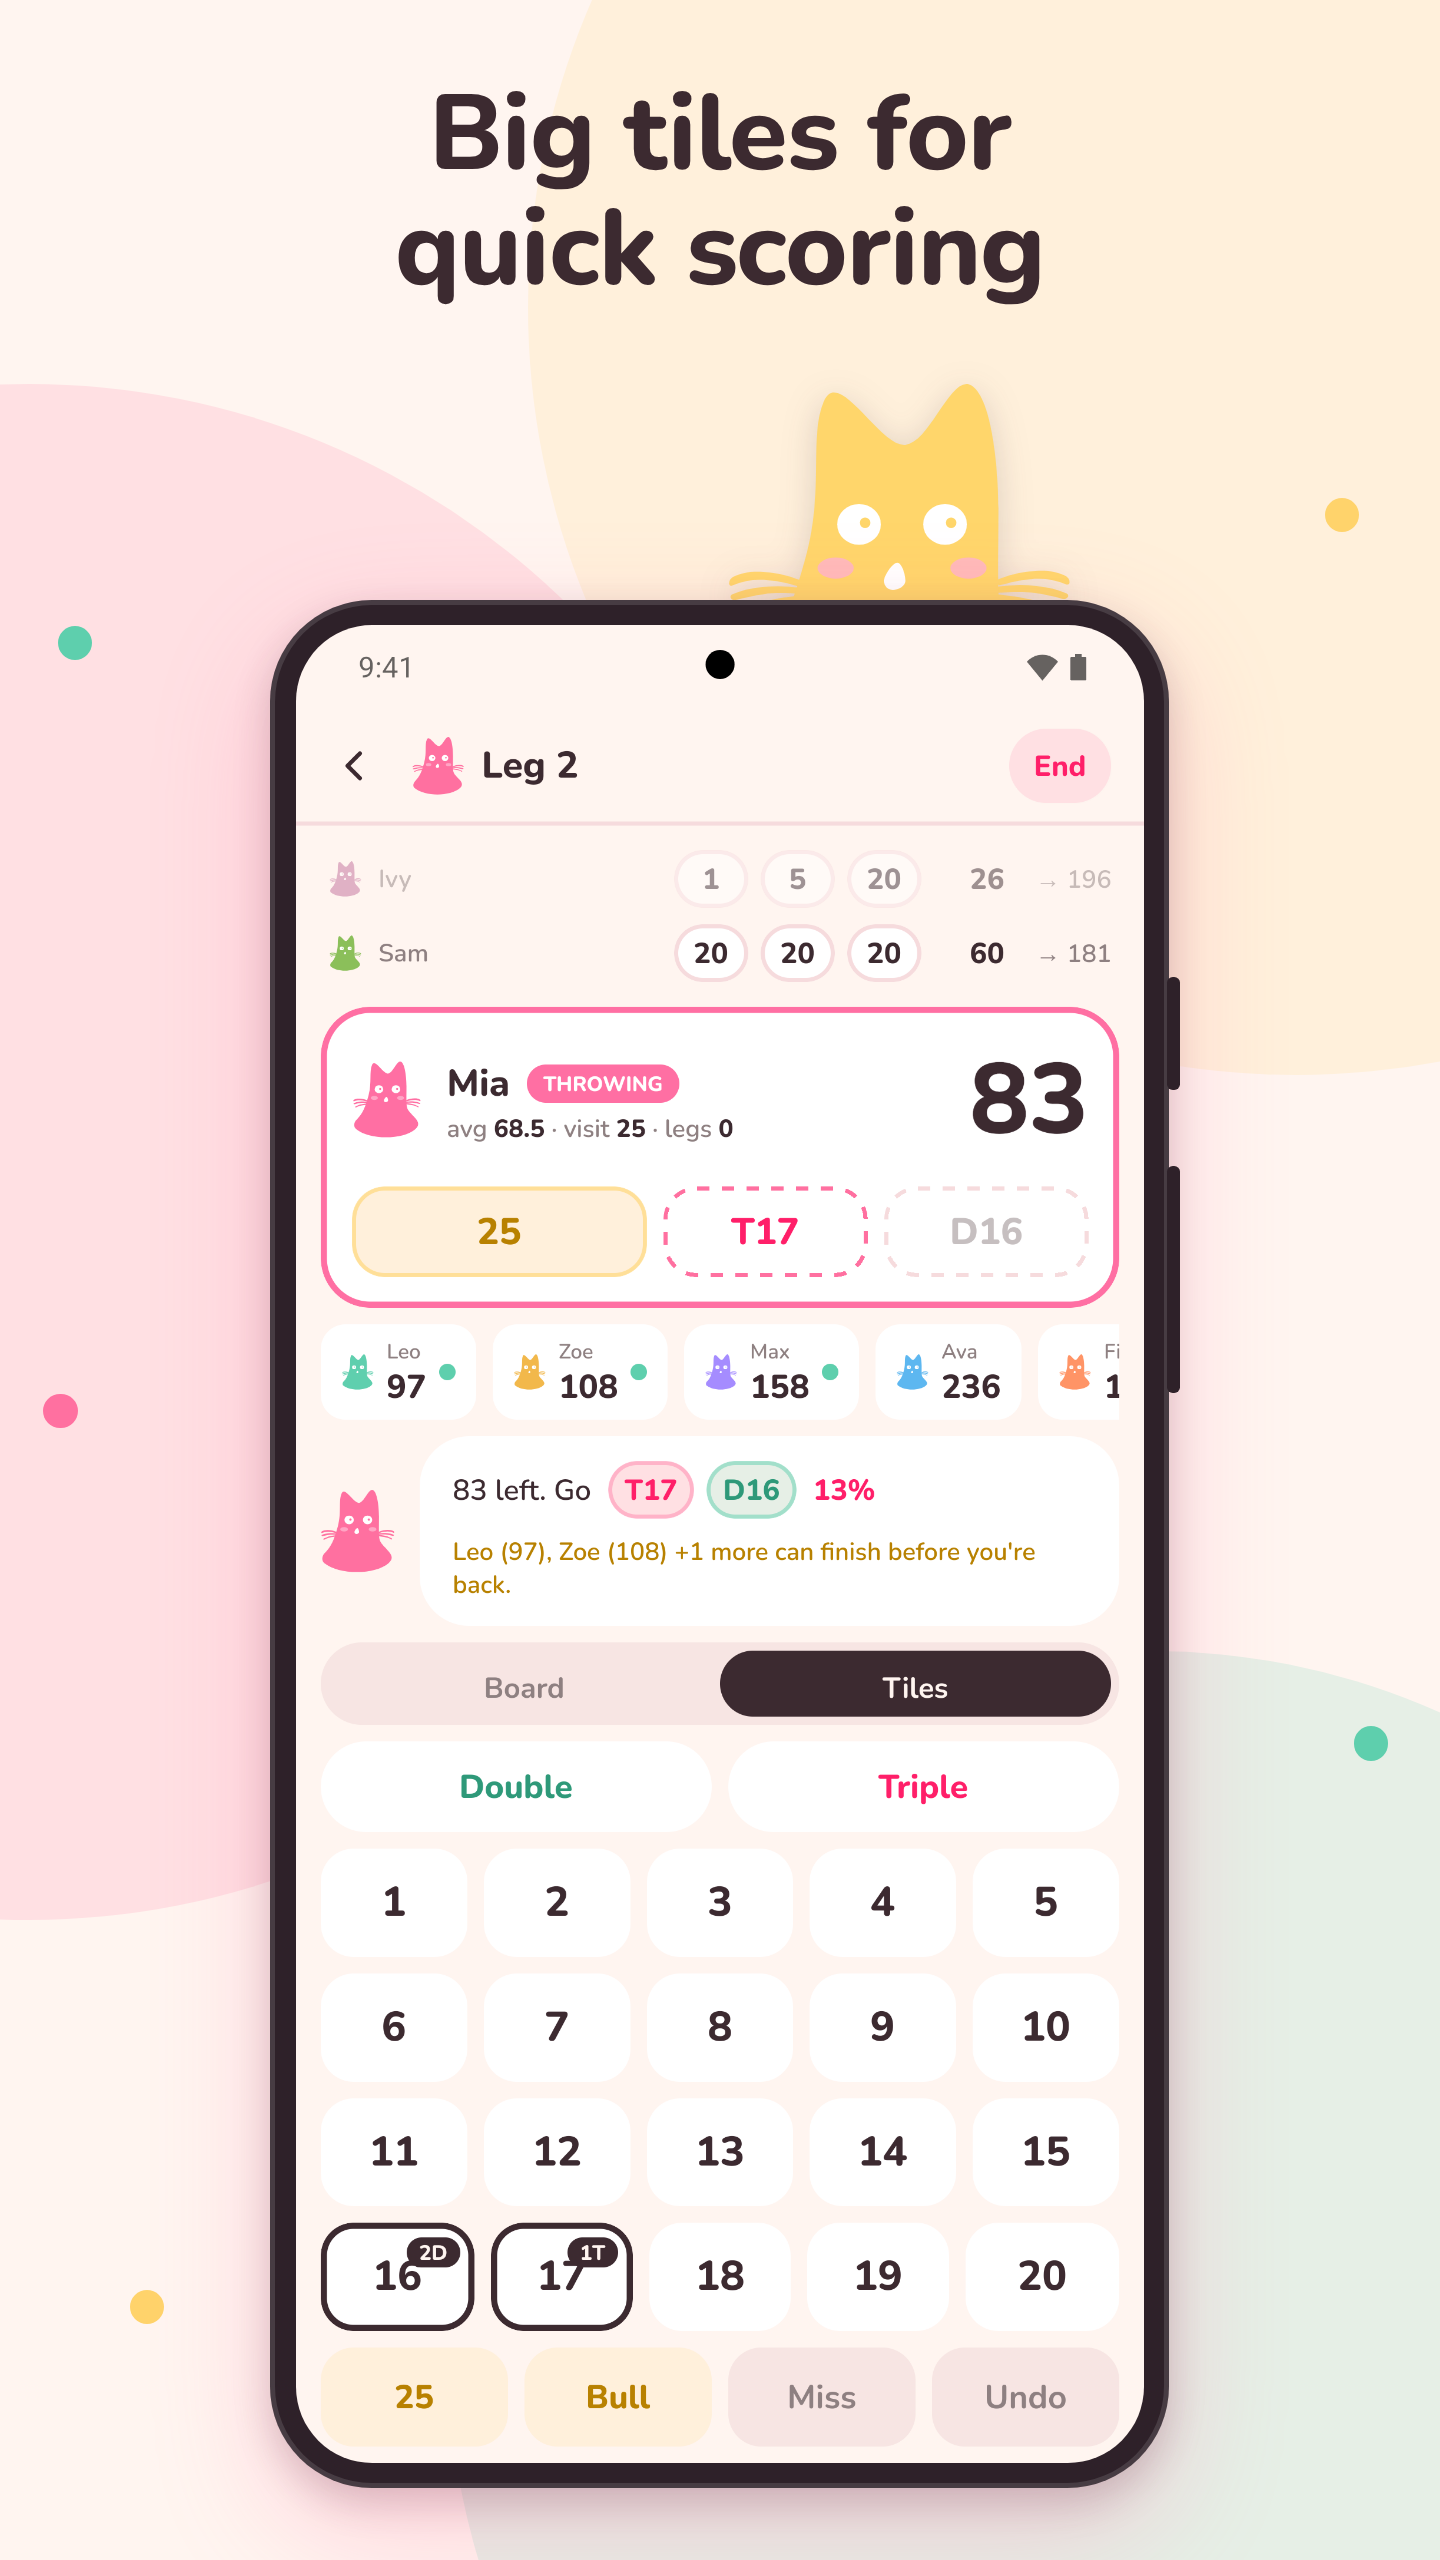 Big tiles for
quick scoring
9:41
Leg 2
End
Ivy 1 5 20 26 → 196
Sam 20 20 20 60 → 181
Mia THROWING 83
avg 68.5 · visit 25 · legs 0
25 T17 D16
Leo Zoe Max Ava Fi
97 108 158 236 1
83 left. Go T17 D16 13%
Leo (97), Zoe (108) +1 more can finish before you're
back.
Board Tiles
Double Triple
1 2 3 4 5
6 7 8 9 10
11 12 13 14 15
16 2D 17 1T 18 19 20
25 Bull Miss Undo